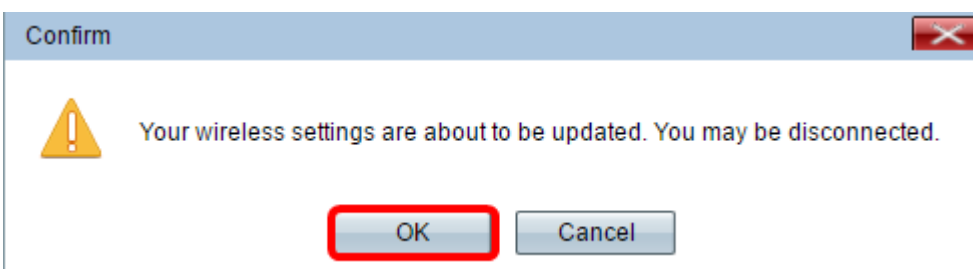 Confirm
Your wireless settings are about to be updated. You may be disconnected.
OK
Cancel